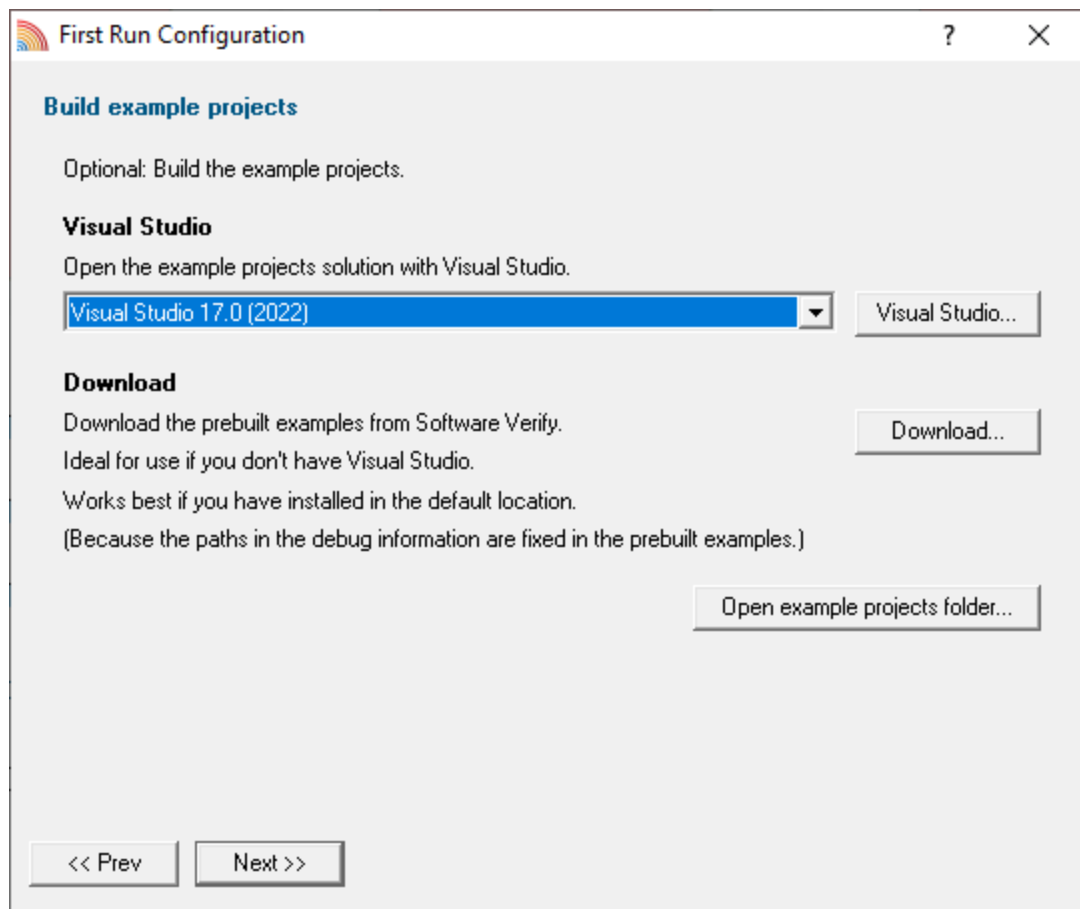 First Run Configuration
Build example projects
Optional: Build the example projects.
Visual Studio
Open the example projects solution with Visual Studio.
Visual Studio 17.0 (2022)
Visual Studio...
Download
Download the prebuilt examples from Software Verify.
Download...
Ideal for use if you don't have Visual Studio.
Works best if you have installed in the default location.
(Because the paths in the debug information are fixed in the prebuilt examples.)
Open example projects folder...
<< Prev
Next >>